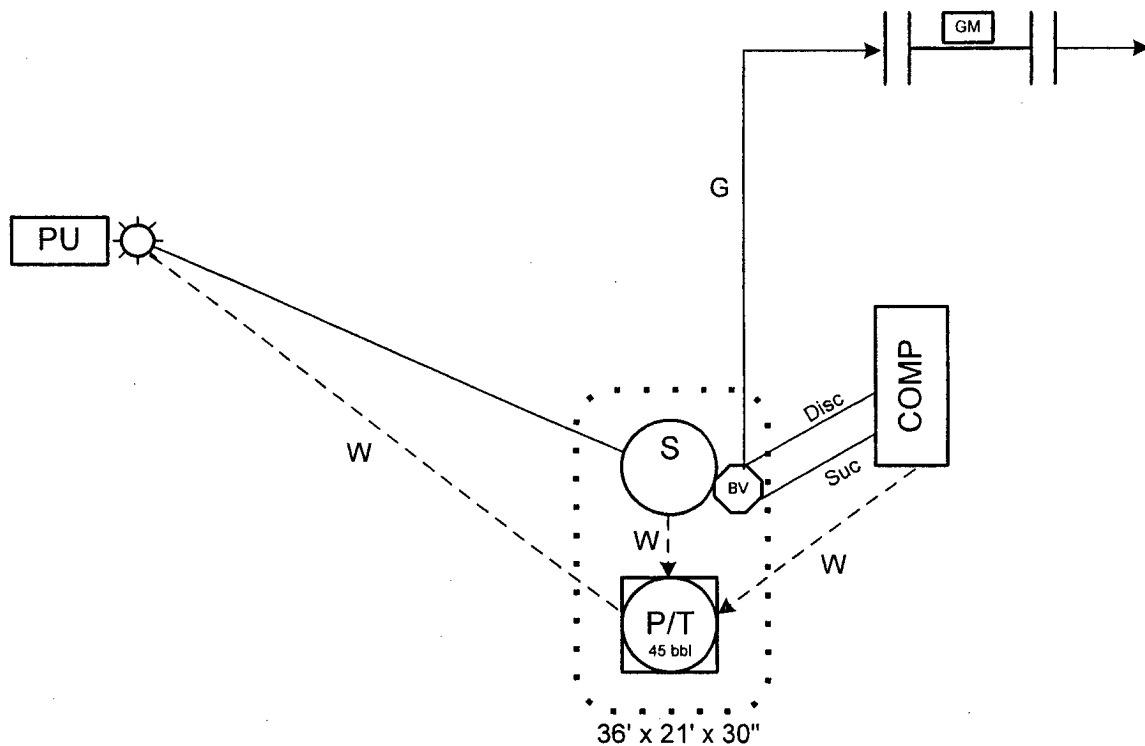 GM
G
PU
COMP
Disc
S
W
Suc
BV
W
W
P/T
45 bbl
36' x 21' x 30"